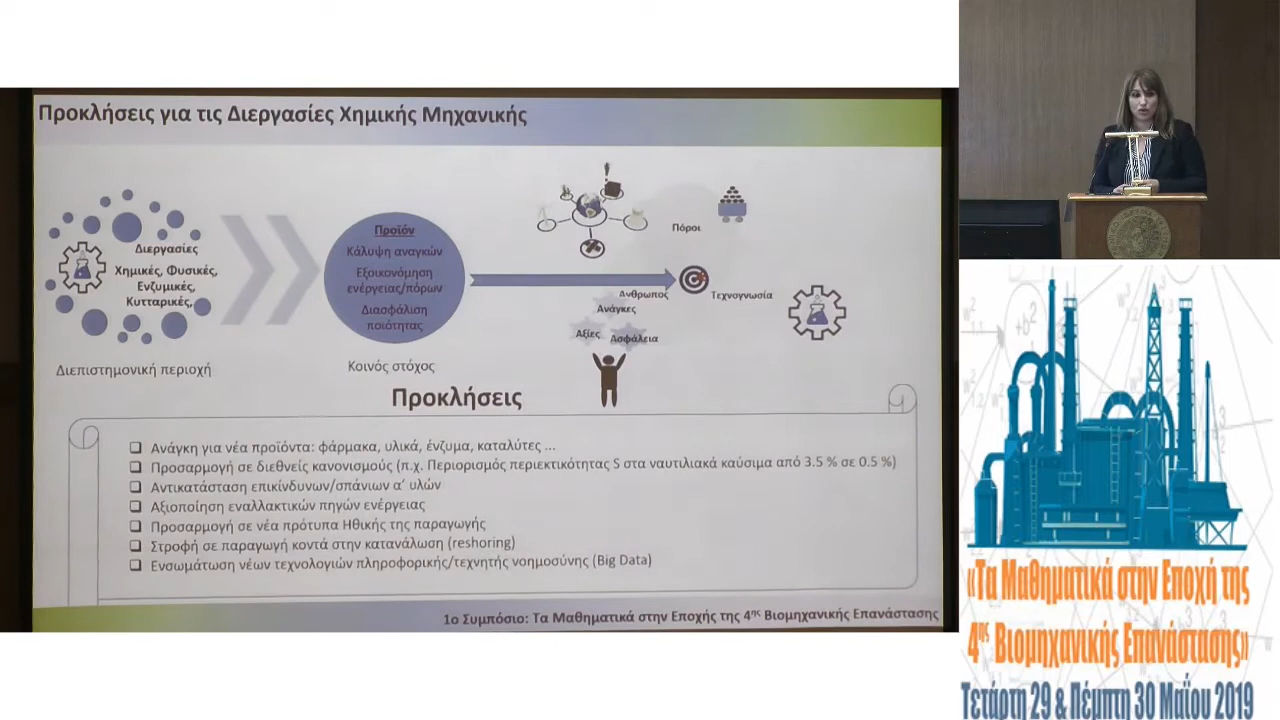 Προκλήσεις για τις Διεργασίες Χημικής Μηχανικής
Διεργασίες
Χημικές, Φυσικές,
Ενζυμικές,
Κυτταρικές,
Διεπιστημονική περιοχή
Προϊόν
Κάλυψη αναγκών
Εξοικονόμηση
ενέργειας/πόρων
Διασφάλιση
ποιότητας
Κοινός στόχος
Πόροι
Άνθρωπος
Τεχνογνωσία
Ανάγκες
Αξίες
Ασφάλεια
Προκλήσεις
Ανάγκη για νέα προϊόντα: φάρμακα, υλικά, ένζυμα, καταλύτες ...
Προσαρμογή σε διεθνείς κανονισμούς (π.χ. Περιορισμός περιεκτικότητας S στα ναυτιλιακά καύσιμα από 3.5 % σε 0.5 %)
Αντικατάσταση επικίνδυνων/σπάνιων α΄ υλών
Αξιοποίηση εναλλακτικών πηγών ενέργειας
Προσαρμογή σε νέα πρότυπα Ηθικής της παραγωγής
Στροφή σε παραγωγή κοντά στην κατανάλωση (reshoring)
Ενσωμάτωση νέων τεχνολογιών πληροφορικής/τεχνητής νοημοσύνης (Big Data)
1ο Συμπόσιο: Τα Μαθηματικά στην Εποχής της 4ης Βιομηχανικής Επανάστασης
«Τα Μαθηματικά στην Εποχή της
4ης Βιομηχανικής Επανάστασης»
Τετάρτη 29 & Πέμπτη 30 Μαΐου 2019